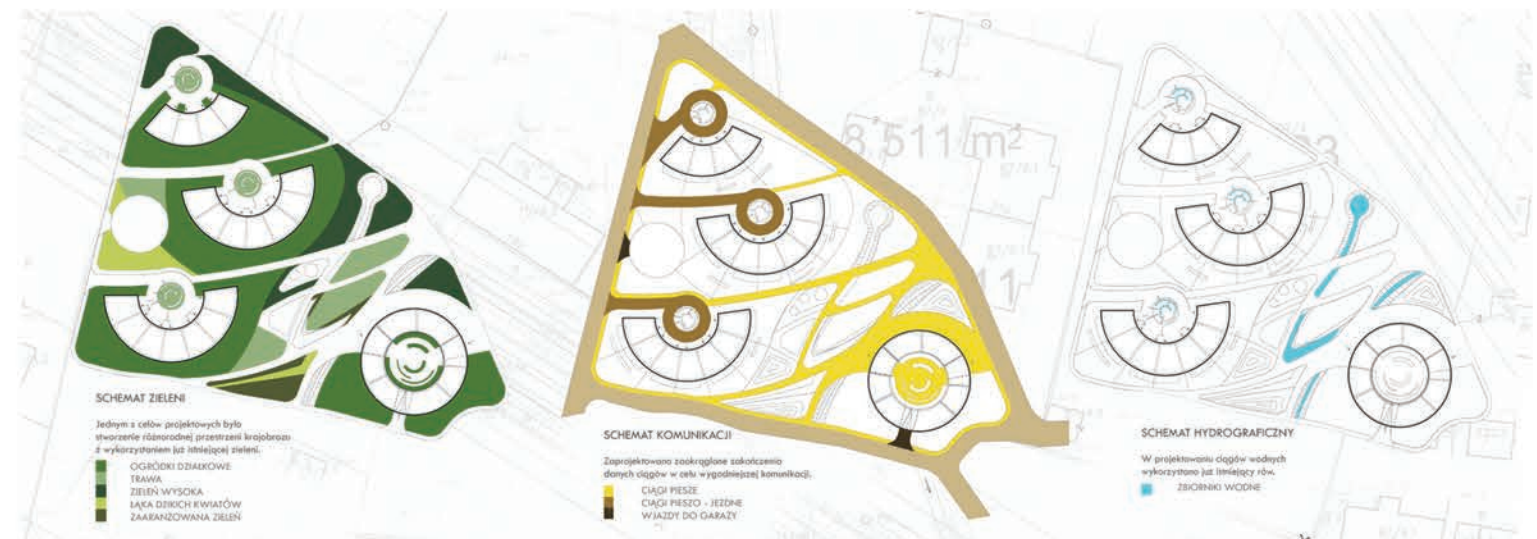 8.511/m²
11
3
SCHEMAT ZIELENI
Jednym z celów projektowych było
stworzenie różnorodnej przestrzeni krajobrazu
z wykorzystaniem już istniejącej zieleni.
OGRÓDKI DZIAŁKOWE
TRAWA
ZIELEŃ WYSOKA
ŁĄKA DZIKICH KWIATÓW
ZAARANŻOWANA ZIELEŃ
SCHEMAT KOMUNIKACJI
Zaprojektowano zaokrąglone zakończenia
danych ciągów w celu wygodniejszej komunikacji.
CIĄGI PIESZE
CIĄGI PIESZO - JEZDNE
WJAZDY DO GARAŻY
SCHEMAT HYDROGRAFICZNY
W projektowaniu ciągów wodnych
wykorzystano już istniejący rów.
ZBIORNIKI WODNE